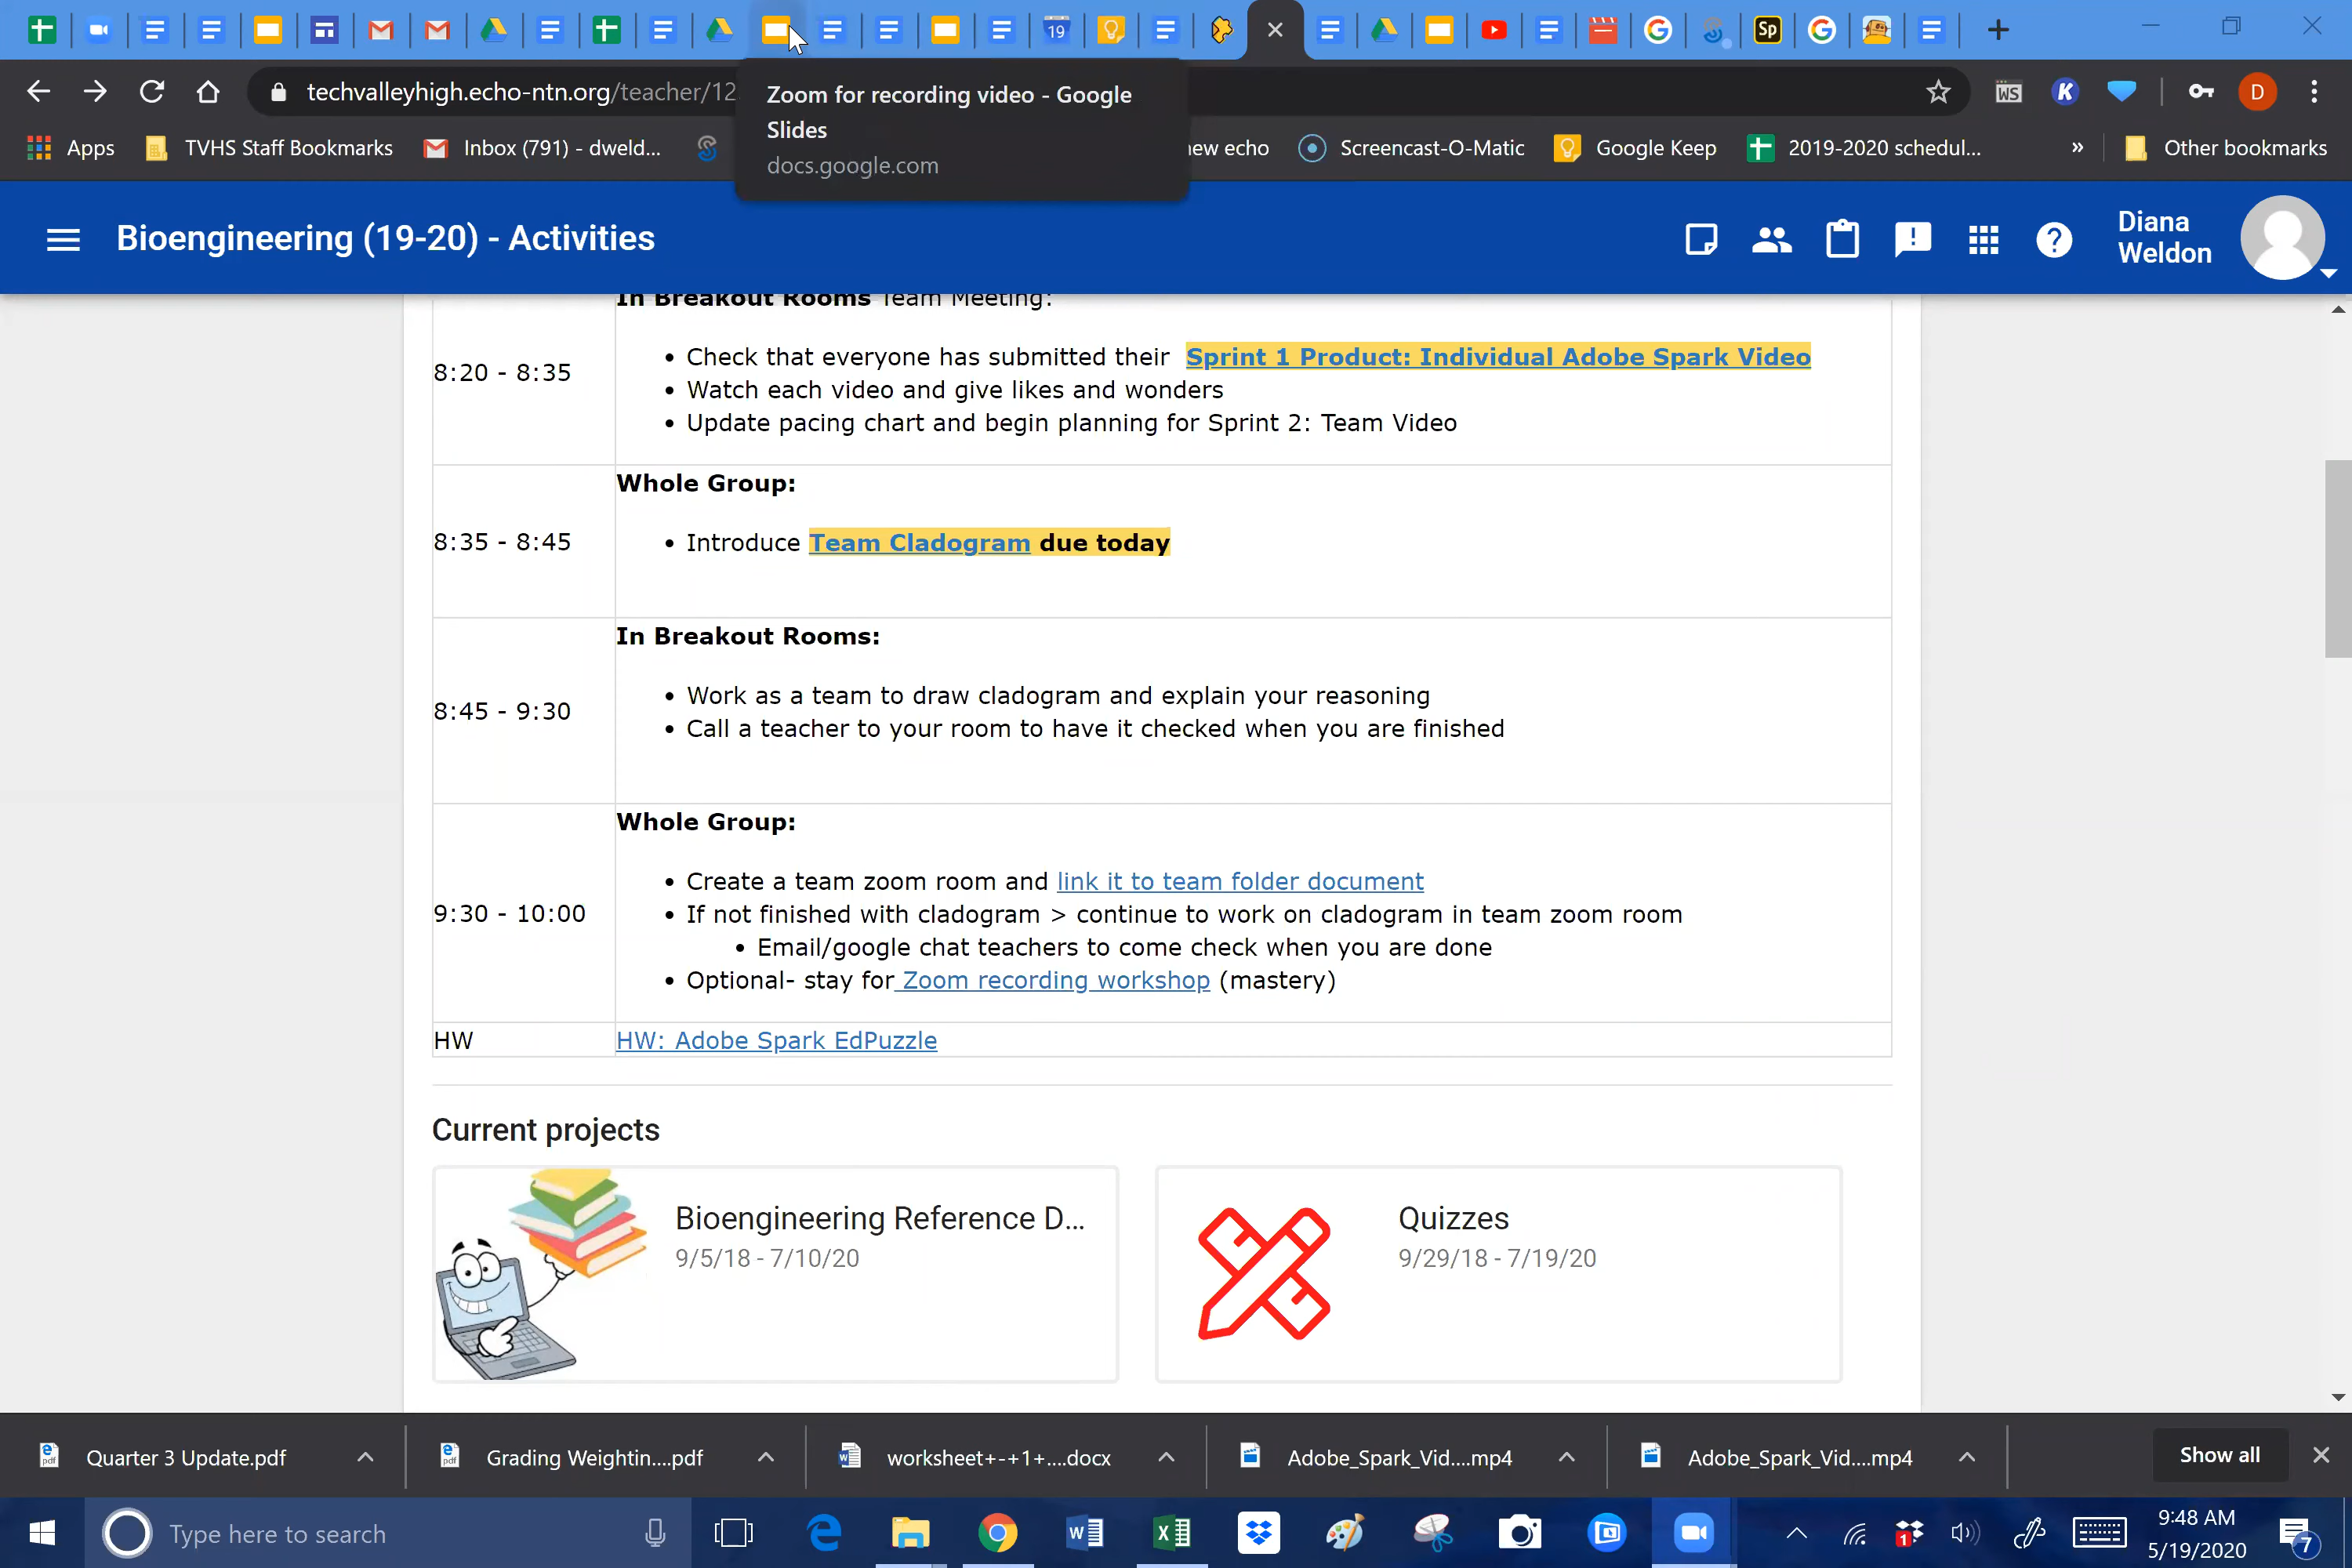 19
Sp
techvalleyhigh.echo-ntn.org/teacher/12
WS
K
D
Zoom for recording video - Google
Slides
docs.google.com
Apps
TVHS Staff Bookmarks
Inbox (791) - dweld...
ew echo
Screencast-O-Matic
Google Keep
2019-2020 schedul...
»
Other bookmarks
Bioengineering (19-20) - Activities
Diana
Weldon
In Breakout Rooms Team Meeting:
8:20 - 8:35
Check that everyone has submitted their Sprint 1 Product: Individual Adobe Spark Video
Watch each video and give likes and wonders
Update pacing chart and begin planning for Sprint 2: Team Video
Whole Group:
8:35 - 8:45
Introduce Team Cladogram due today
In Breakout Rooms:
8:45 - 9:30
Work as a team to draw cladogram and explain your reasoning
Call a teacher to your room to have it checked when you are finished
Whole Group:
9:30 - 10:00
Create a team zoom room and link it to team folder document
If not finished with cladogram > continue to work on cladogram in team zoom room
Email/google chat teachers to come check when you are done
Optional- stay for Zoom recording workshop (mastery)
HW
HW: Adobe Spark EdPuzzle
Current projects
Bioengineering Reference D...
9/5/18 - 7/10/20
Quizzes
9/29/18 - 7/19/20
Quarter 3 Update.pdf
Grading Weightin....pdf
worksheet+-+1+....docx
Adobe_Spark_Vid....mp4
Adobe_Spark_Vid....mp4
Show all
Type here to search
9:48 AM
5/19/2020
7